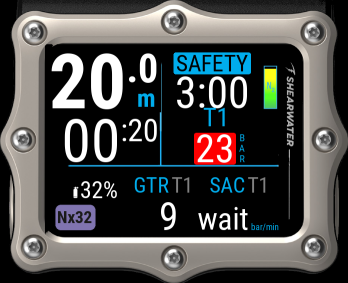 20.0 m
SAFETY
3:00
00:20
T1
23 BAR
32%
GTR T1 SAC T1
Nx32
9 wait bar/min
SHEARWATER